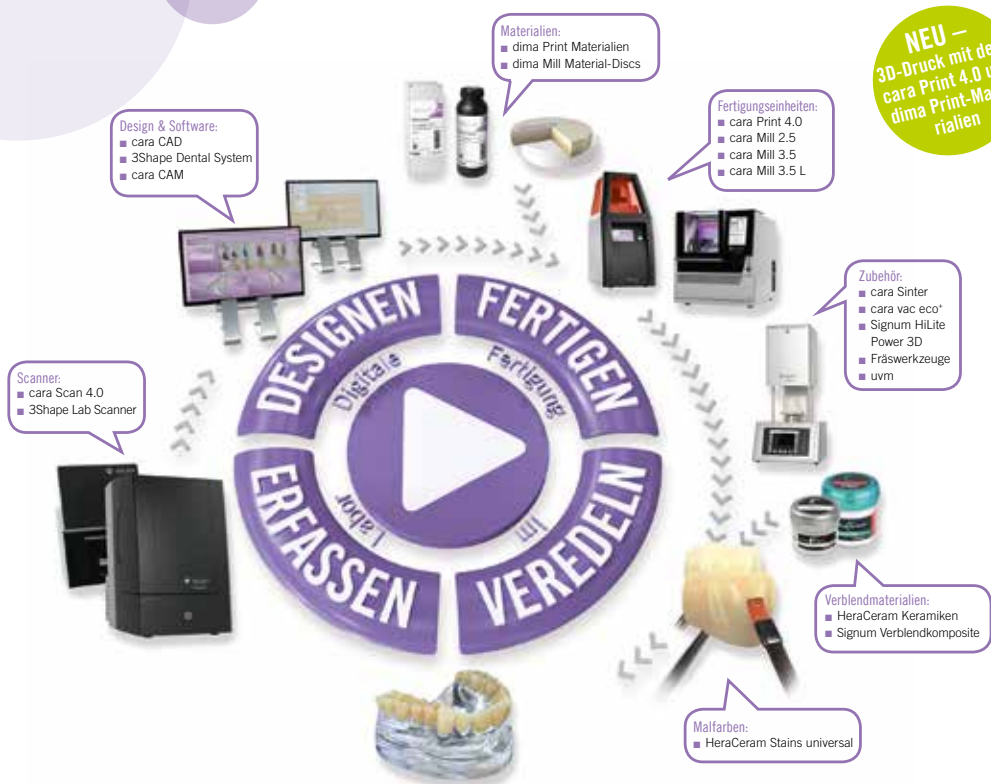 Materialien:
■ dima Print Materialien
■ dima Mill Material-Discs
NEU –
3D-Druck mit
cara Print 4.0
dima Print-Ma
rialien
Design & Software:
■ cara CAD
■ 3Shape Dental System
■ cara CAM
Fertigungseinheiten:
■ cara Print 4.0
■ cara Mill 2.5
■ cara Mill 3.5
■ cara Mill 3.5 L
Zubehör:
■ cara Sinter
■ cara vac eco⁺
■ Signum HiLite
Power 3D
■ Fräswerkzeuge
■ uvm
Scanner:
■ cara Scan 4.0
■ 3Shape Lab Scanner
DESIGNEN
FERTIGEN
Digitale
Fertigung
ERFASSEN
VEREDELN
Im
Labor
Verblendmaterialien:
■ HeraCeram Keramiken
■ Signum Verblendkomposite
Malfarben:
■ HeraCeram Stains universal